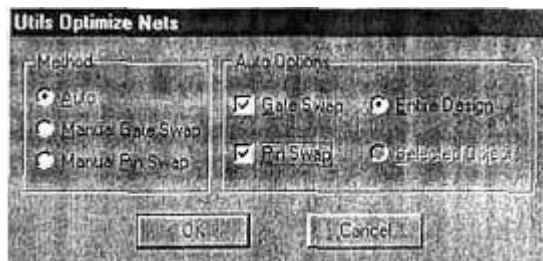 Utils Optimize Nets
Method
Auto
Manual Gate Swap
Manual Pin Swap
Auto Options
Gate Swap
Entire Design
Pin Swap
Selected Object
OK
Cancel